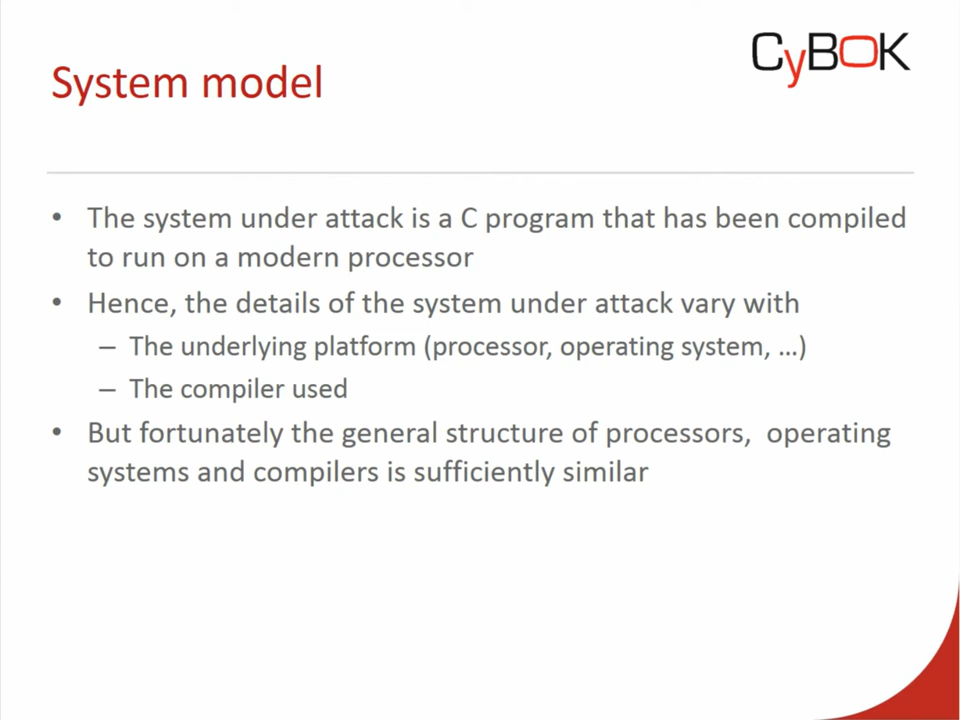 CyBOK
System model
• The system under attack is a C program that has been compiled
to run on a modern processor
• Hence, the details of the system under attack vary with
– The underlying platform (processor, operating system, ...)
– The compiler used
• But fortunately the general structure of processors,  operating
systems and compilers is sufficiently similar